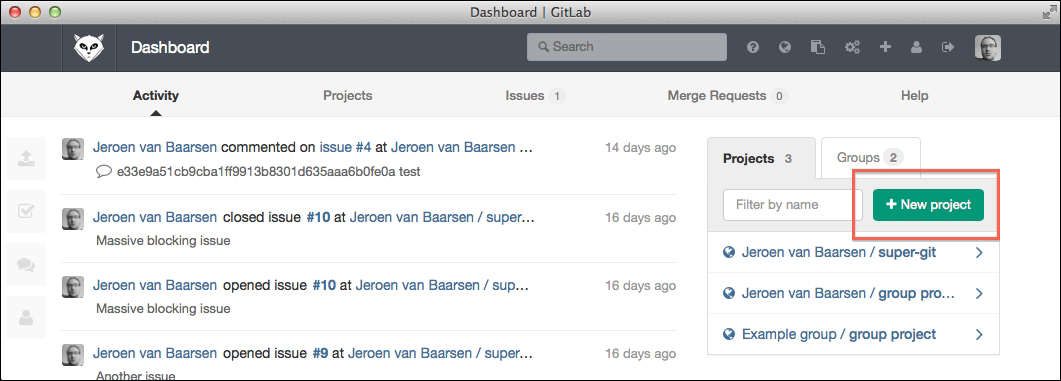 Dashboard | GitLab
Dashboard
Search
Activity
Projects
Issues 1
Merge Requests 0
Help
Jeroen van Baarsen commented on issue #4 at Jeroen van Baarsen ...
14 days ago
e33e9a51cb9cba1ff9913b8301d635aaa6b0fe0a test
Jeroen van Baarsen closed issue #10 at Jeroen van Baarsen / super...
16 days ago
Massive blocking issue
Jeroen van Baarsen opened issue #10 at Jeroen van Baarsen / sup...
16 days ago
Massive blocking issue
Jeroen van Baarsen opened issue #9 at Jeroen van Baarsen / super...
16 days ago
Another issue
Projects 3
Groups 2
Filter by name
+ New project
Jeroen van Baarsen / super-git
Jeroen van Baarsen / group pro...
Example group / group project